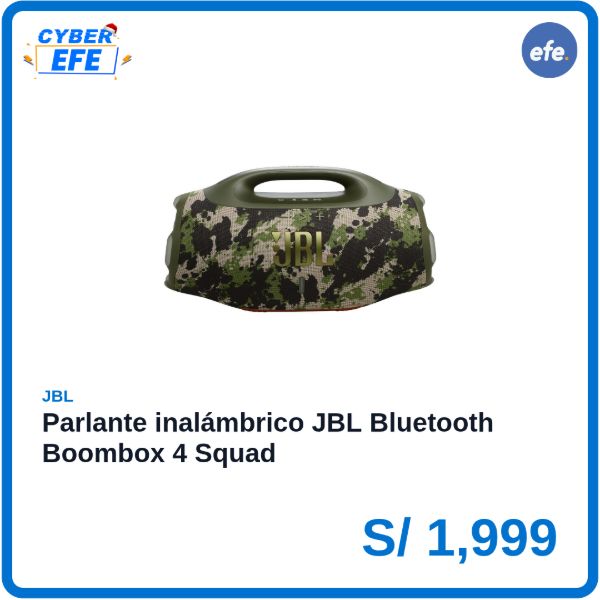 CYBER
EFE
efe.
JBL
JBL
Parlante inalámbrico JBL Bluetooth
Boombox 4 Squad
S/ 1,999